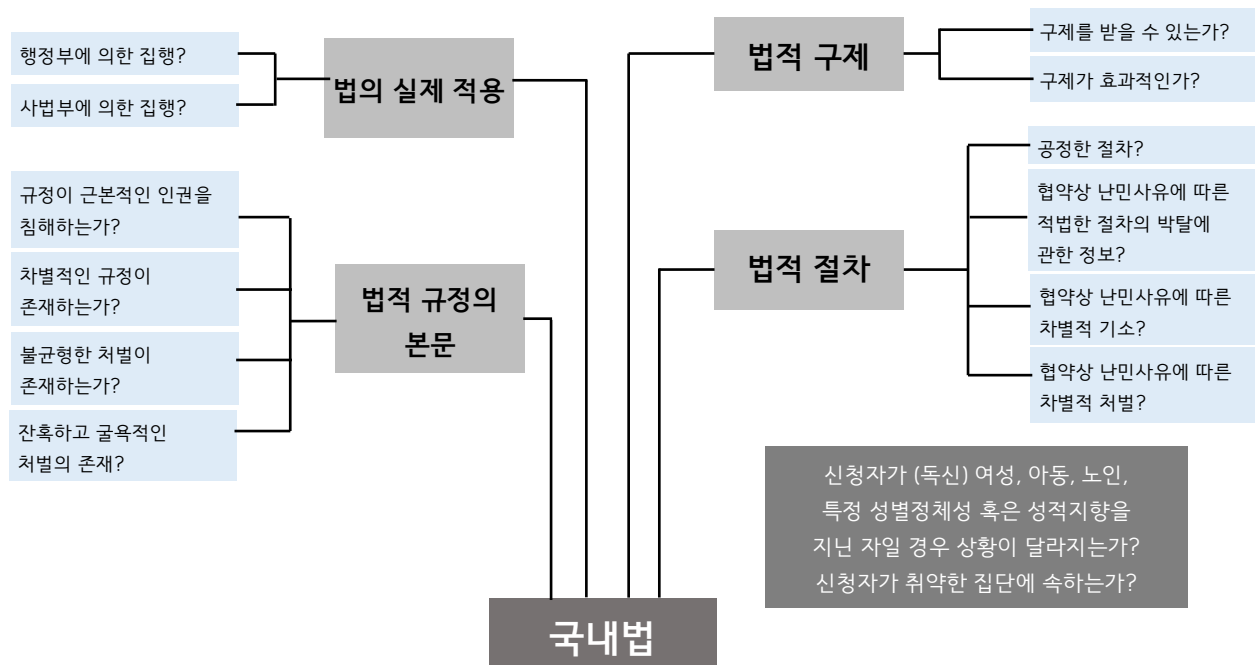 행정부에 의한 집행?
사법부에 의한 집행?
법의 실제 적용
규정이 근본적인 인권을
침해하는가?
차별적인 규정이
존재하는가?
불균형한 처벌이
존재하는가?
잔혹하고 굴욕적인
처벌의 존재?
법적 규정의
본문
법적 구제
구제를 받을 수 있는가?
구제가 효과적인가?
법적 절차
공정한 절차?
협약상 난민사유에 따른
적법한 절차의 박탈에
관한 정보?
협약상 난민사유에 따른
차별적 기소?
협약상 난민사유에 따른
차별적 처벌?
신청자가 (독신) 여성, 아동, 노인,
특정 성별정체성 혹은 성적지향을
지닌 자일 경우 상황이 달라지는가?
신청자가 취약한 집단에 속하는가?
국내법